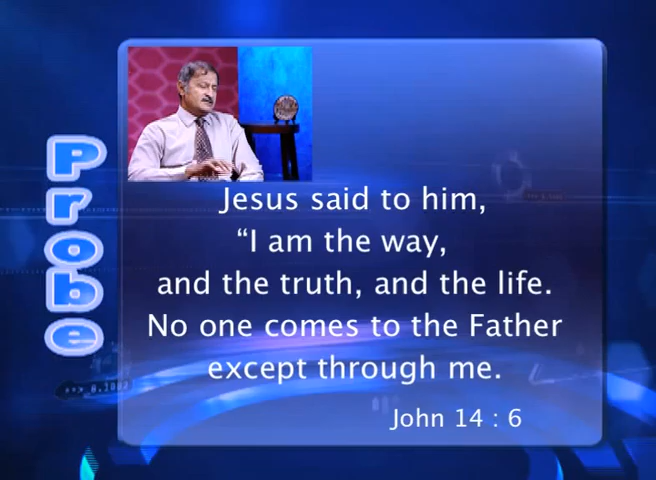 Probe
Jesus said to him,
“I am the way,
and the truth, and the life.
No one comes to the Father
except through me.
John 14 : 6